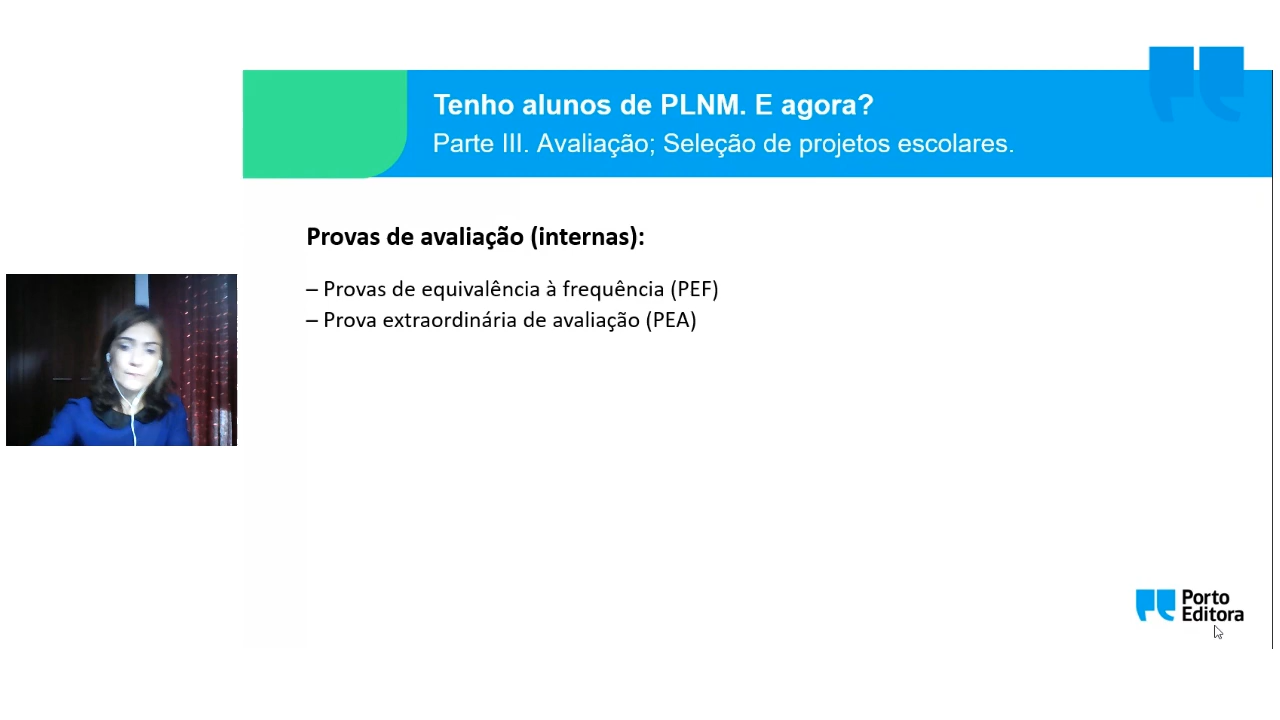 Tenho alunos de PLNM. E agora?
Parte III. Avaliação; Seleção de projetos escolares.
Provas de avaliação (internas):
– Provas de equivalência à frequência (PEF)
– Prova extraordinária de avaliação (PEA)
Porto
Editora